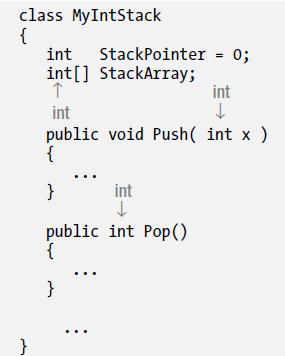 class MyIntStack
{
int StackPointer = 0;
int[] StackArray;
↑ int
int ↓
public void Push( int x )
{
...
} int
↓
public int Pop()
{
...
}
...
}